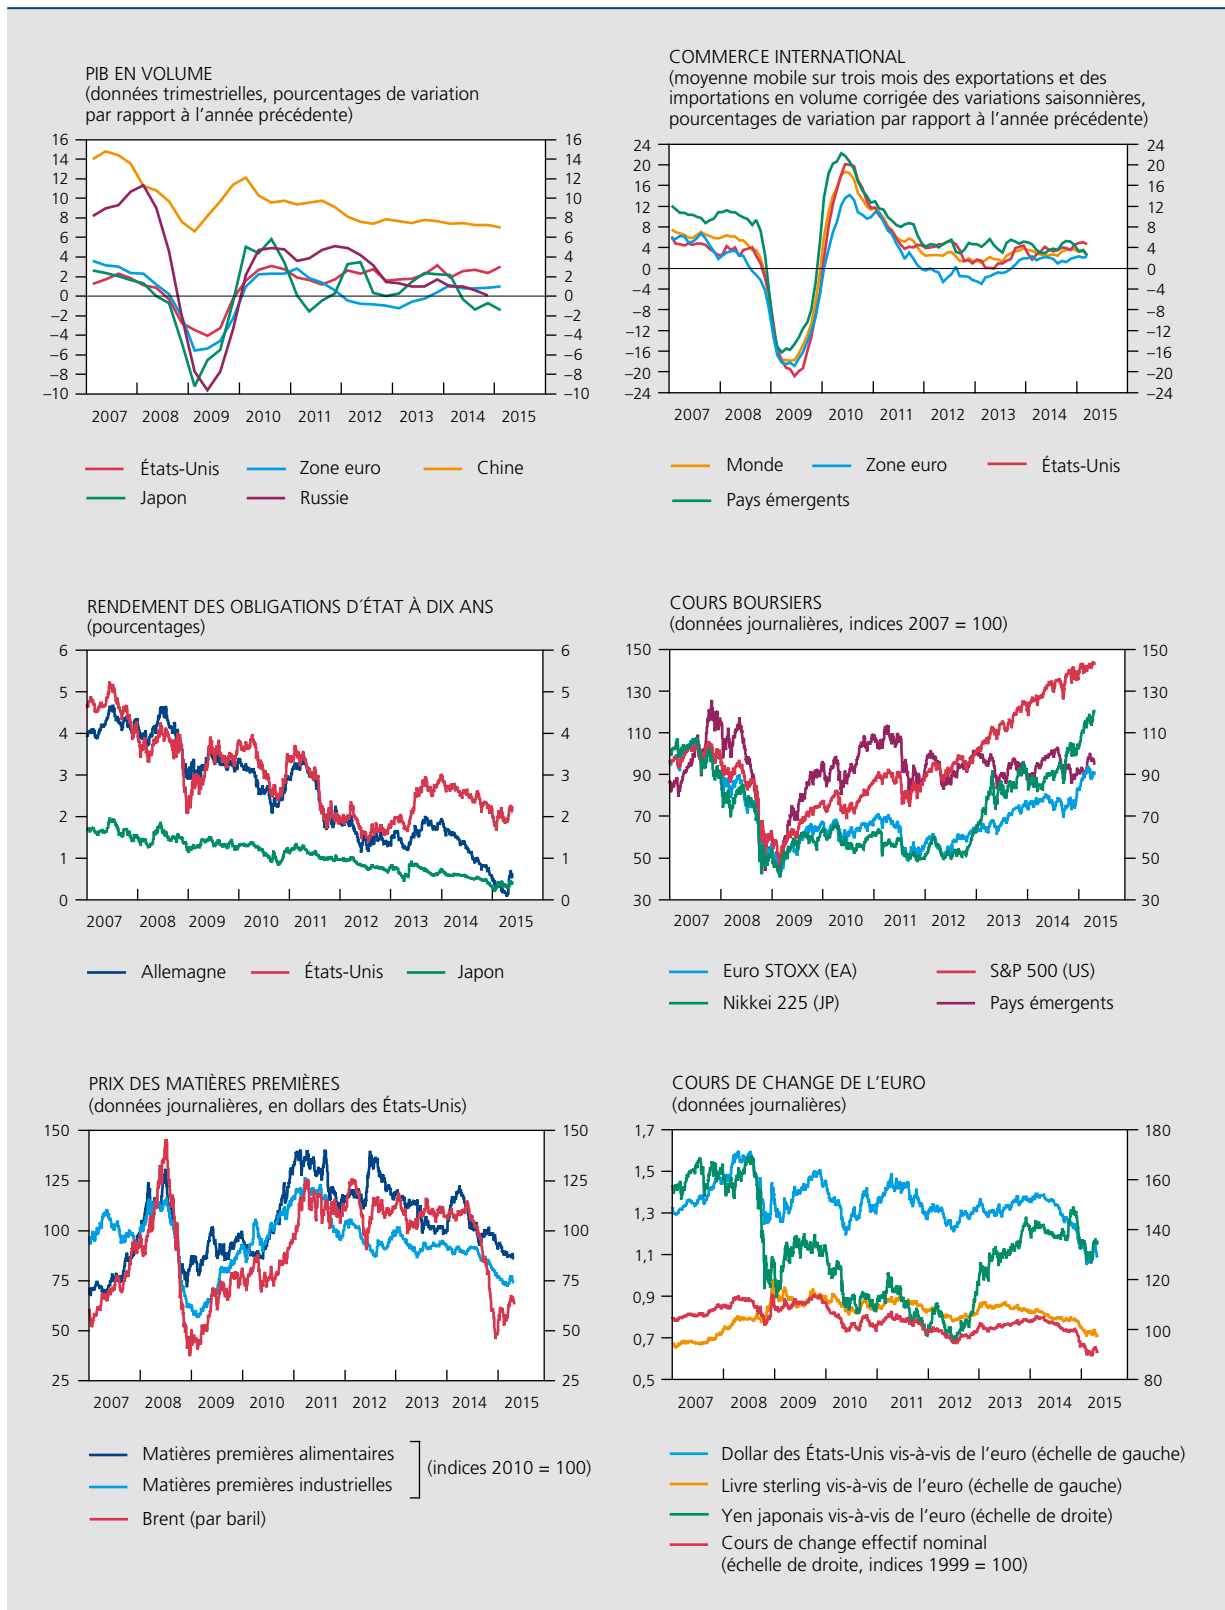 PIB EN VOLUME
(données trimestrielles, pourcentages de variation
par rapport à l’année précédente)
16 16
14 14
12 12
10 10
8 8
6 6
4 4
2 2
0 0
–2 –2
–4 –4
–6 –6
–8 –8
–10 –10
2007 2008 2009 2010 2011 2012 2013 2014 2015
États-Unis Zone euro Chine
Japon Russie
COMMERCE INTERNATIONAL
(moyenne mobile sur trois mois des exportations et des
importations en volume corrigée des variations saisonnières,
pourcentages de variation par rapport à l’année précédente)
24 24
20 20
16 16
12 12
8 8
4 4
0 0
–4 –4
–8 –8
–12 –12
–16 –16
–20 –20
–24 –24
2007 2008 2009 2010 2011 2012 2013 2014 2015
Monde Zone euro États-Unis
Pays émergents
RENDEMENT DES OBLIGATIONS D´ÉTAT À DIX ANS
(pourcentages)
6 6
5 5
4 4
3 3
2 2
1 1
0 0
2007 2008 2009 2010 2011 2012 2013 2014 2015
Allemagne États-Unis Japon
COURS BOURSIERS
(données journalières, indices 2007 = 100)
150 150
130 130
110 110
90 90
70 70
50 50
30 30
2007 2008 2009 2010 2011 2012 2013 2014 2015
Euro STOXX (EA) S&P 500 (US)
Nikkei 225 (JP) Pays émergents
PRIX DES MATIÈRES PREMIÈRES
(données journalières, en dollars des États-Unis)
150 150
125 125
100 100
75 75
50 50
25 25
2007 2008 2009 2010 2011 2012 2013 2014 2015
Matières premières alimentaires
(indices 2010 = 100)
Matières premières industrielles
Brent (par baril)
COURS DE CHANGE DE L’EURO
(données journalières)
1,7 180
1,5 160
1,3 140
1,1
0,9 120
0,7 100
0,5 80
2007 2008 2009 2010 2011 2012 2013 2014 2015
Dollar des États-Unis vis-à-vis de l’euro (échelle de gauche)
Livre sterling vis-à-vis de l’euro (échelle de gauche)
Yen japonais vis-à-vis de l’euro (échelle de droite)
Cours de change effectif nominal
(échelle de droite, indices 1999 = 100)